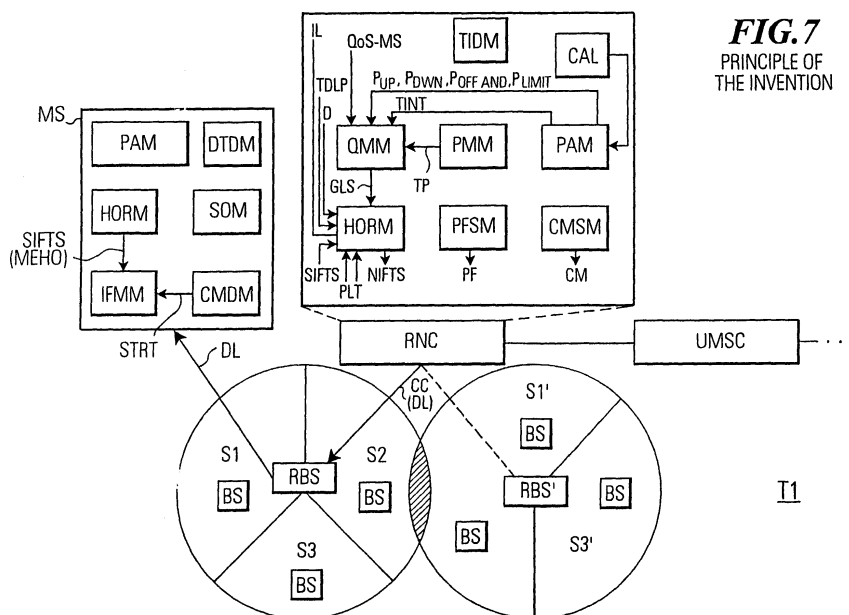 FIG.7
PRINCIPLE OF
THE INVENTION
IL
QoS-MS
TIDM
CAL
TDLP
D
PUP, PDWN, POFF AND, PLIMIT
TINT
QMM
PMM
PAM
TP
GLS
HORM
PFSM
CMSM
SIFTS
PLT
NIFTS
PF
CM
MS
PAM
DTDM
HORM
SOM
SIFTS
(MEHO)
IFMM
CMDM
STRT
DL
RNC
UMSC
CC
(DL)
S1
BS
RBS
S2
BS
S3
BS
S1'
BS
RBS'
BS
BS
S3'
T1